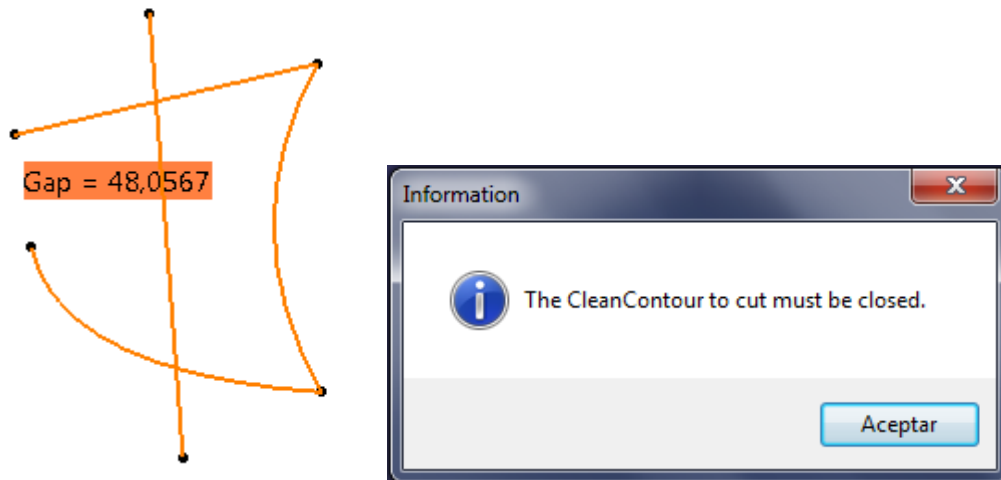 Gap = 48,0567
Information
The CleanContour to cut must be closed.
Aceptar